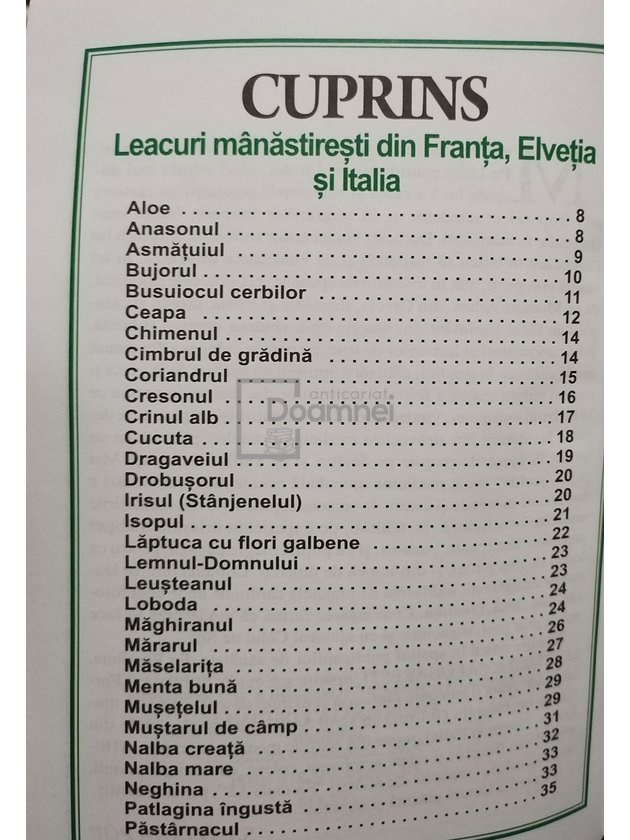 CUPRINS
Leacuri mânăstirești din Franța, Elveția
și Italia
Aloe . . . . . . . . . . . . . . . . . . . . . . . . . . . . . . 8
Anasonul . . . . . . . . . . . . . . . . . . . . . . . . . . 8
Asmățuiul . . . . . . . . . . . . . . . . . . . . . . . . . 9
Bujorul . . . . . . . . . . . . . . . . . . . . . . . . . . . 10
Busuiocul cerbilor . . . . . . . . . . . . . . . . . . 11
Ceapa . . . . . . . . . . . . . . . . . . . . . . . . . . . 12
Chimenul . . . . . . . . . . . . . . . . . . . . . . . . . 14
Cimbrul de grădină . . . . . . . . . . . . . . . . . 14
Coriandrul . . . . . . . . . . . . . . . . . . . . . . . . 15
Cresonul . . . . . . . . . . . . . . . . . . . . . . . . . 16
anticariat
Doamnei
Crinul alb . . . . . . . . . . . . . . . . . . . . . . . . 17
Cucuta . . . . . . . . . . . . . . . . . . . . . . . . . . 18
Dragaveiul . . . . . . . . . . . . . . . . . . . . . . . 19
Drobușorul . . . . . . . . . . . . . . . . . . . . . . . 20
Irisul (Stânjenelul) . . . . . . . . . . . . . . . . . 20
Isopul . . . . . . . . . . . . . . . . . . . . . . . . . . . 21
Lăptuca cu flori galbene . . . . . . . . . . . . 22
Lemnul-Domnului . . . . . . . . . . . . . . . . . 23
Leușteanul . . . . . . . . . . . . . . . . . . . . . . . 23
Loboda . . . . . . . . . . . . . . . . . . . . . . . . . 24
Măghiranul . . . . . . . . . . . . . . . . . . . . . . 24
Mărarul . . . . . . . . . . . . . . . . . . . . . . . . . 26
Măselarița . . . . . . . . . . . . . . . . . . . . . . . 27
Menta bună . . . . . . . . . . . . . . . . . . . . . . 28
Mușețelul . . . . . . . . . . . . . . . . . . . . . . . 29
Muștarul de câmp . . . . . . . . . . . . . . . . . 29
Nalba creață . . . . . . . . . . . . . . . . . . . . . 31
Nalba mare . . . . . . . . . . . . . . . . . . . . . . 32
Neghina . . . . . . . . . . . . . . . . . . . . . . . . 33
Patlagina îngustă . . . . . . . . . . . . . . . . . 33
Păstârnacul . . . . . . . . . . . . . . . . . . . . . 35